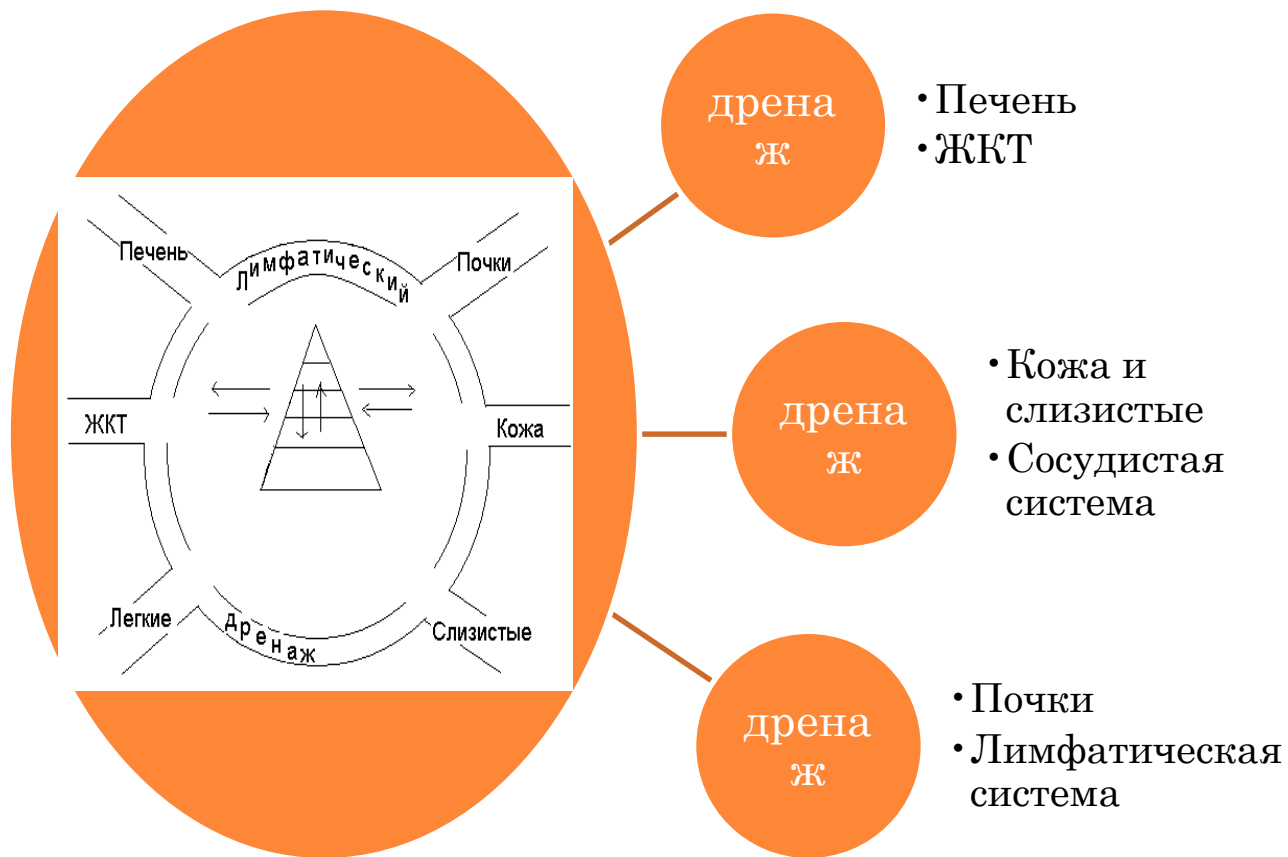 Печень
Лимфатический
Почки
ЖКТ
Кожа
Легкие
дренаж
Слизистые
дрена
ж
• Печень
• ЖКТ
дрена
ж
• Кожа и
слизистые
• Сосудистая
система
дрена
ж
• Почки
• Лимфатическая
система